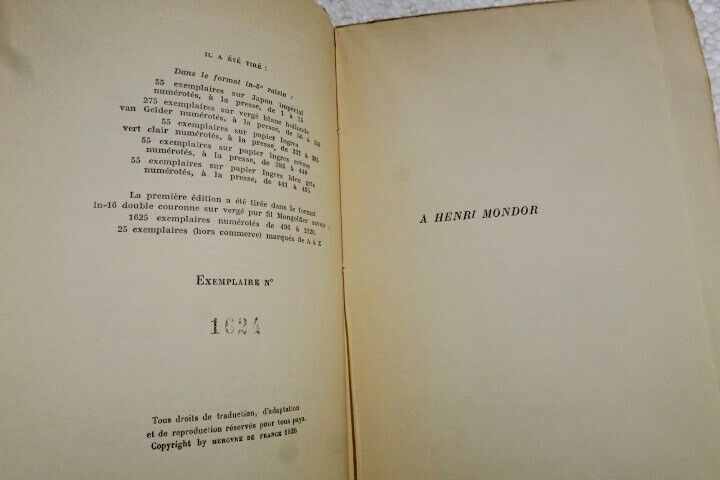 IL A ÉTÉ TIRÉ :
Dans le format in-8° raisin :
55 exemplaires sur Japon impérial
numérotés, à la presse, de 1 à 55
275 exemplaires sur vergé blanc hollande
van Gelder numérotés, à la presse, de 56 à 330
55 exemplaires sur papier Ingres
vert clair numérotés, à la presse, de 331 à 385
55 exemplaires sur papier Ingres crème
numérotés, à la presse, de 386 à 440
55 exemplaires sur papier Ingres bleu gris
numérotés, à la presse, de 441 à 495
La première édition a été tirée dans le format
in-16 double couronne sur vergé pur fil Montgolfier savoir :
1625 exemplaires numérotés de 496 à 2120.
25 exemplaires (hors commerce) marqués de A à Z
EXEMPLAIRE N°
1624
Tous droits de traduction, d'adaptation
et de reproduction réservés pour tous pays.
Copyright by MERCVRE DE FRANCE 1926
A HENRI MONDOR